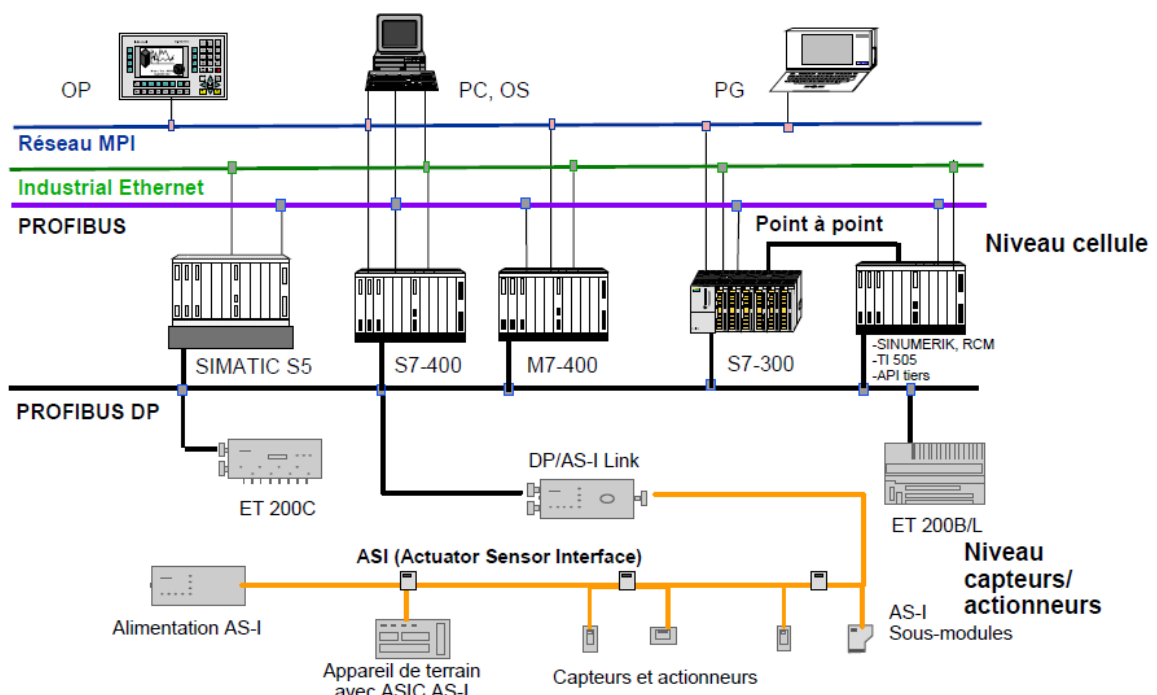 OP
PC, OS
PG
Réseau MPI
Industrial Ethernet
PROFIBUS
Point à point
Niveau cellule
SIMATIC S5
S7-400
M7-400
S7-300
-SINUMERIK, RCM
-TI 505
-API tiers
PROFIBUS DP
DP/AS-I Link
ET 200C
ET 200B/L
ASI (Actuator Sensor Interface)
Niveau
capteurs/
actionneurs
Alimentation AS-I
AS-I
Sous-modules
Appareil de terrain
avec ASIC AS-I
Capteurs et actionneurs